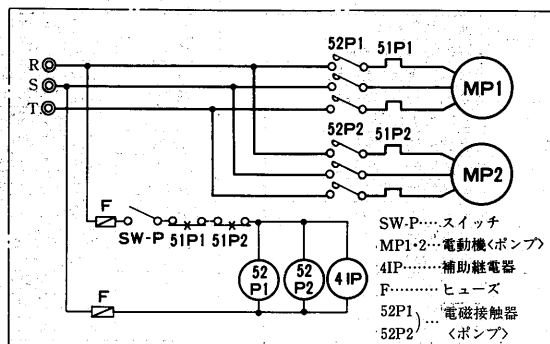 52P1 51P1
R
S
T
MP1
52P2 51P2
MP2
F
SW-P 51P1 51P2
52
P1
52
P2
4IP
F
SW-P‥‥スイッチ
MP1・2‥‥電動機〈ポンプ〉
4IP‥‥‥‥補助継電器
F‥‥‥‥‥ヒューズ
52P1
52P2 )‥‥電磁接触器
〈ポンプ〉